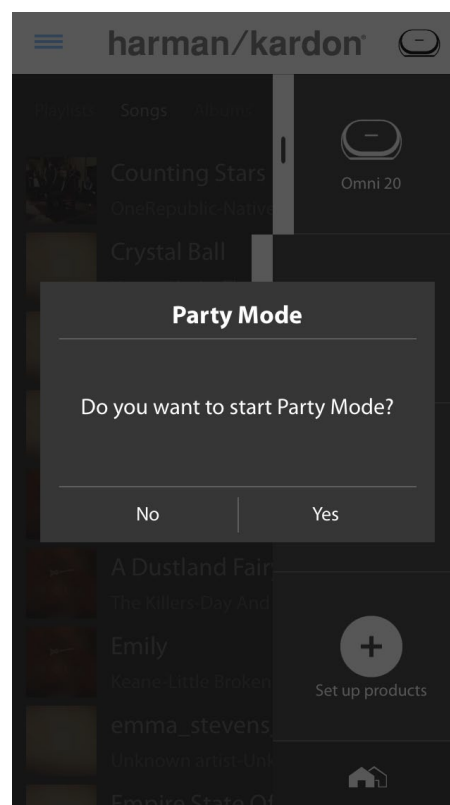 harman/kardon
Playlists Songs Albums
Counting Stars
OneRepublic-Native
Omni 20
Crystal Ball
Party Mode
Do you want to start Party Mode?
No Yes
A Dustland Fair
The Killers-Day And
Emily
Keane-Little Broken
Set up products
emma_stevens
Unknown artist-Unk
Empire State Of